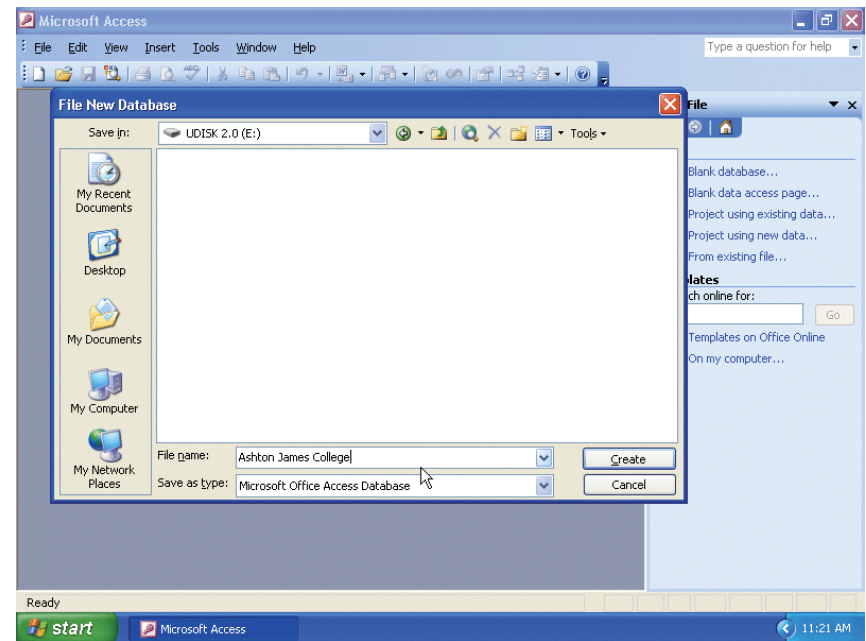 Microsoft Access
File Edit View Insert Tools Window Help
Type a question for help
File New Database
File
Save in:
UDISK 2.0 (E:)
Tools
My Recent
Documents
Desktop
My Documents
My Computer
My Network
Places
Blank database...
Blank data access page...
Project using existing data...
Project using new data...
From existing file...
lates
ch online for:
Go
Templates on Office Online
On my computer...
File name:
Ashton James College
Create
Save as type:
Microsoft Office Access Database
Cancel
Ready
start
Microsoft Access
11:21 AM